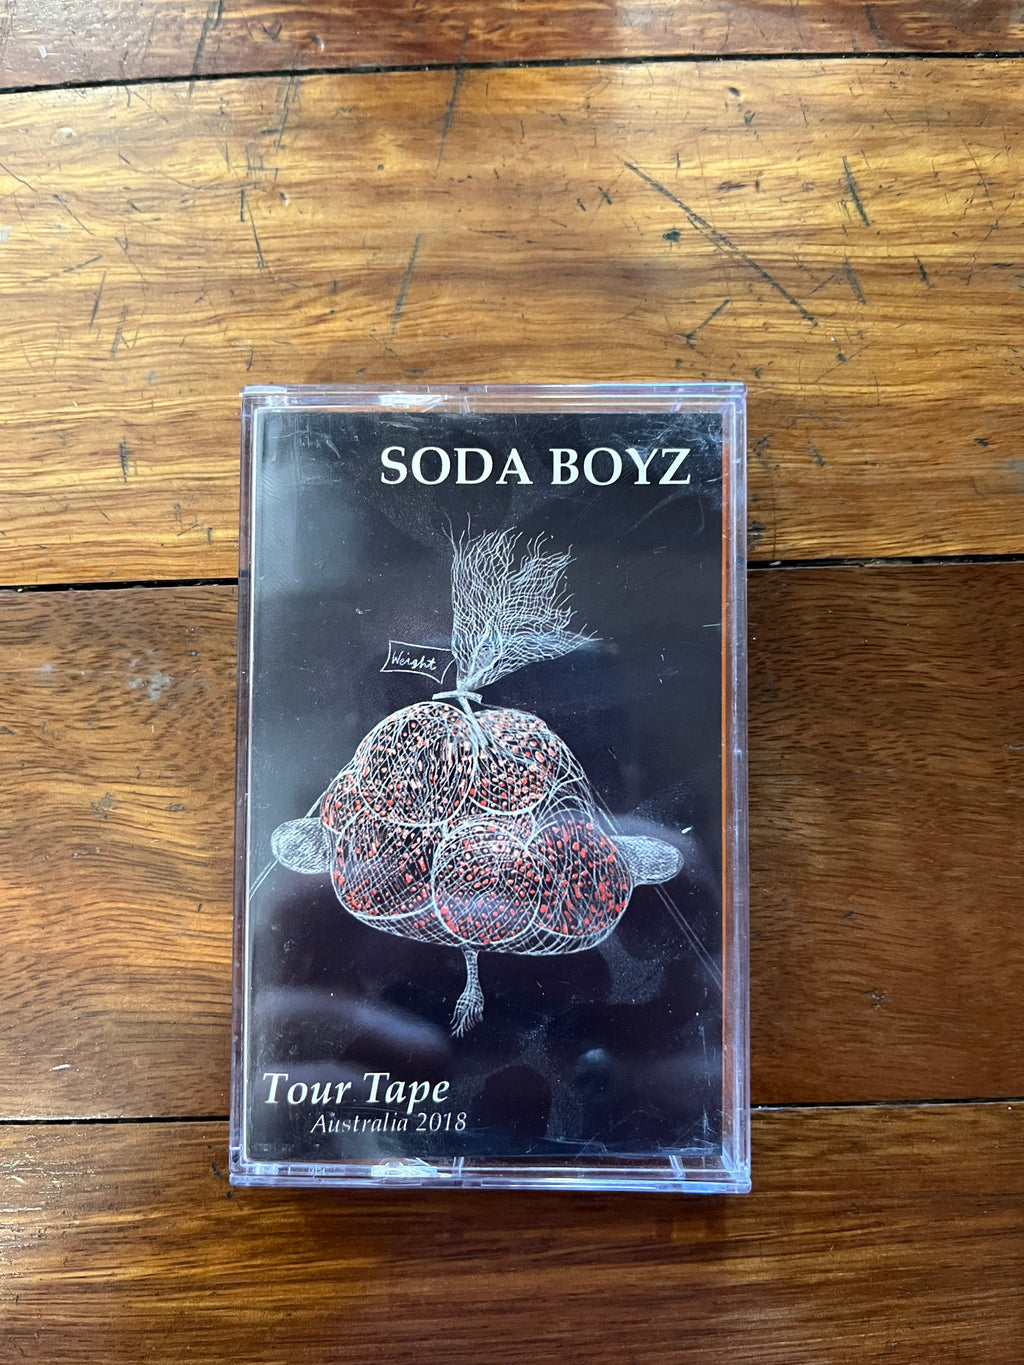 SODA BOYZ
Weight
Tour Tape
Australia 2018